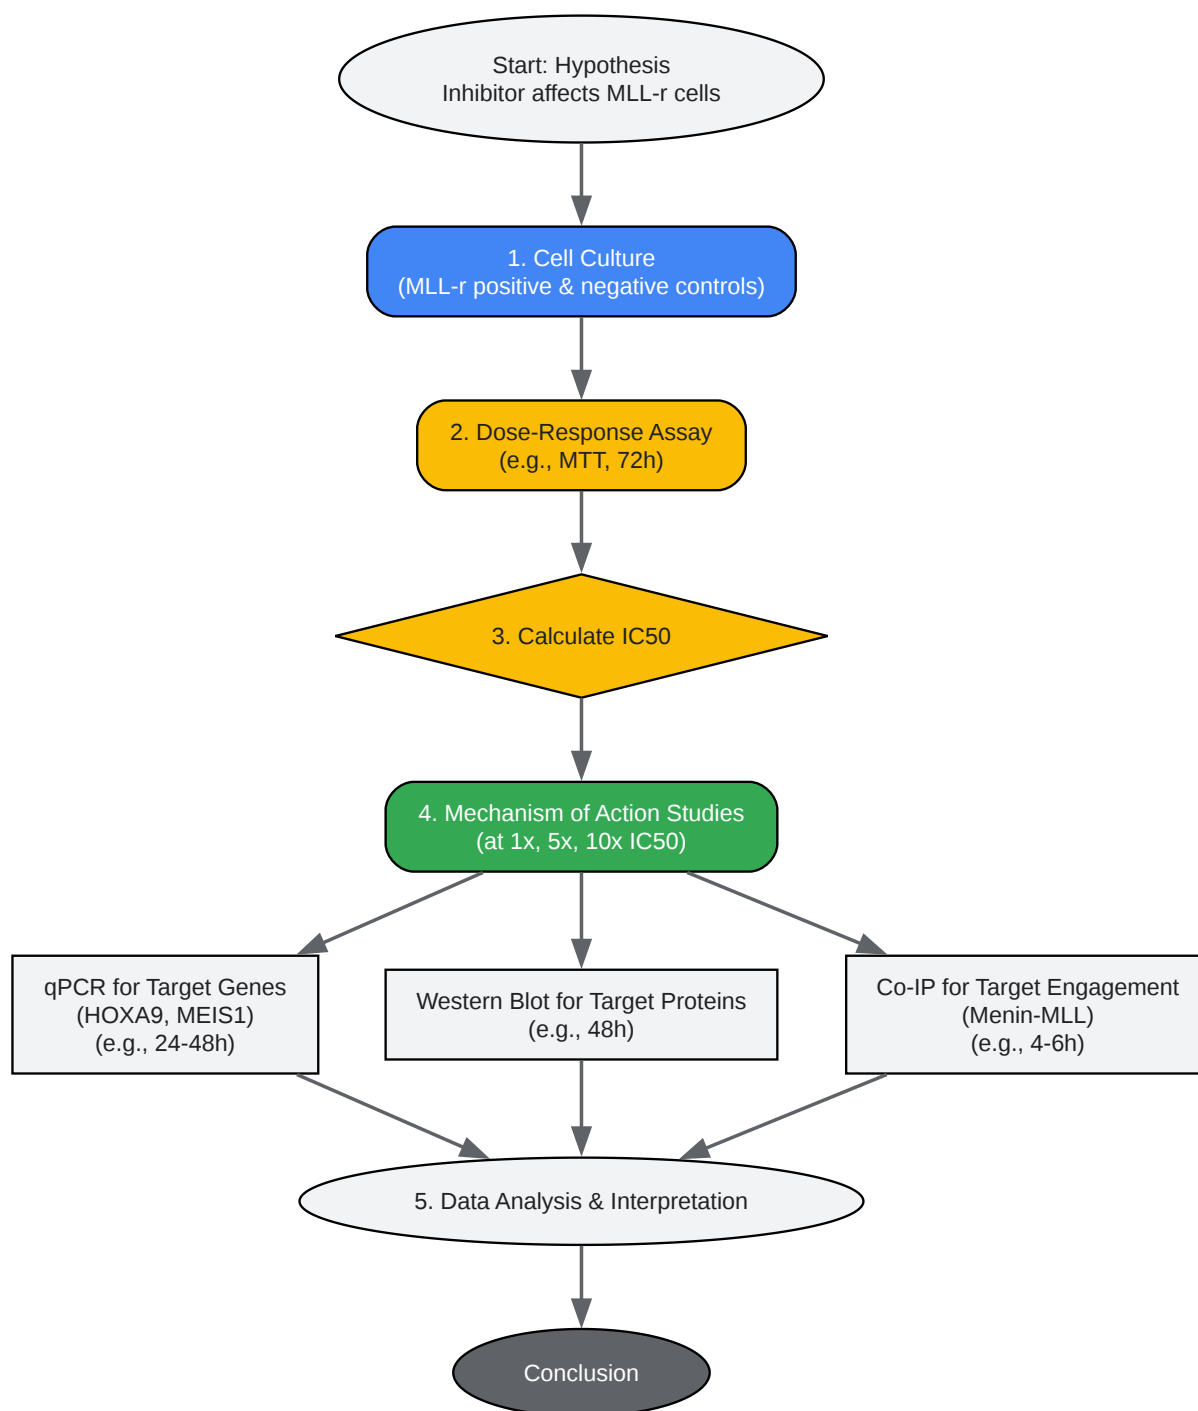 Start: Hypothesis
Inhibitor affects MLL-r cells
1. Cell Culture
(MLL-r positive & negative controls)
2. Dose-Response Assay
(e.g., MTT, 72h)
3. Calculate IC50
4. Mechanism of Action Studies
(at 1x, 5x, 10x IC50)
qPCR for Target Genes
(HOXA9, MEIS1)
(e.g., 24-48h)
Western Blot for Target Proteins
(e.g., 48h)
Co-IP for Target Engagement
(Menin-MLL)
(e.g., 4-6h)
5. Data Analysis & Interpretation
Conclusion